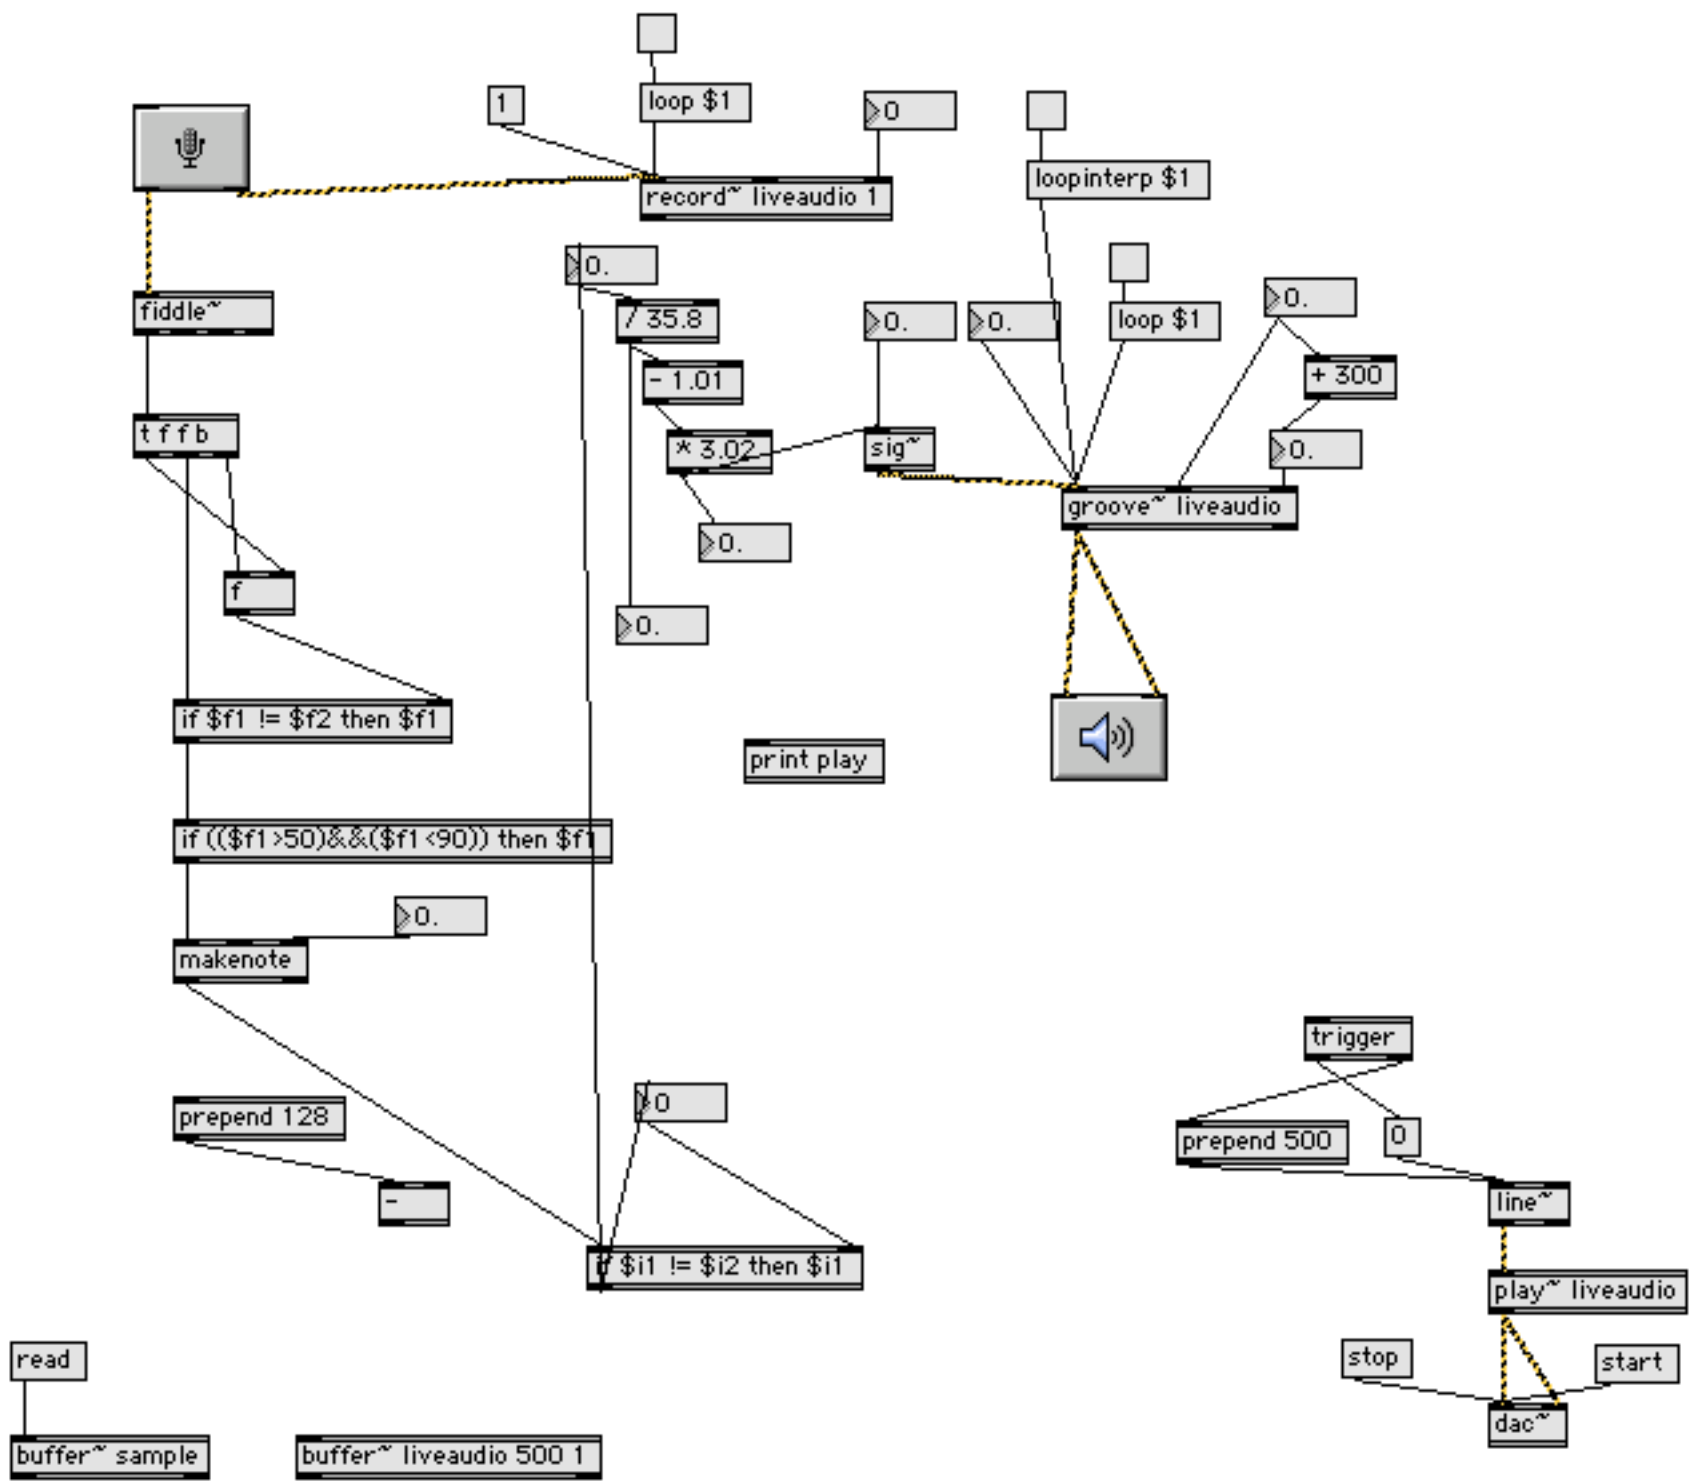 1
loop $1
0
record~ liveaudio 1
loopinterp $1
0.
/ 35.8
- 1.01
* 3.02
0.
0.
0.
0.
loop $1
0.
+ 300
0.
sig~
groove~ liveaudio
fiddle~
t f f b
f
if $f1 != $f2 then $f1
if (($f1>50)&&($f1<90)) then $f1
0.
makenote
print play
prepend 128
-
0
if $i1 != $i2 then $i1
trigger
prepend 500
0
line~
play~ liveaudio
stop
start
dac~
read
buffer~ sample
buffer~ liveaudio 500 1